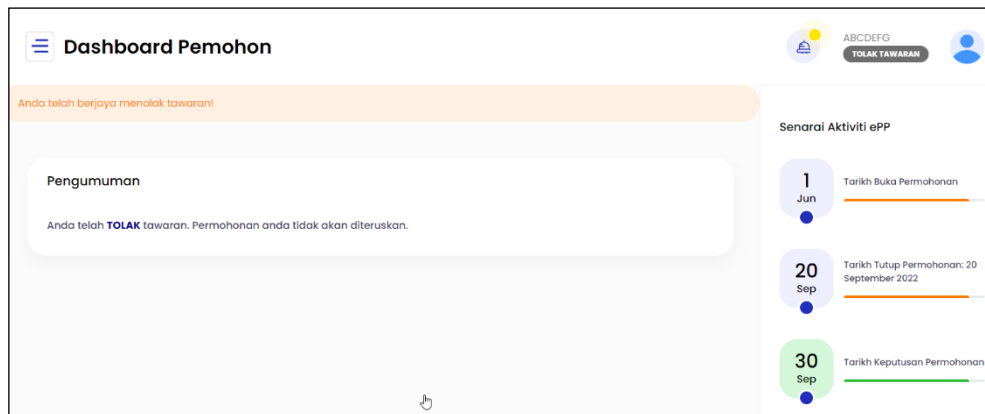 Dashboard Pemohon
ABCDEFG
TOLAK TAWARAN
Anda telah berjaya menolak tawaran!
Pengumuman
Anda telah TOLAK tawaran. Permohonan anda tidak akan diteruskan.
Senarai Aktiviti ePP
1
Jun
Tarikh Buka Permohonan
20
Sep
Tarikh Tutup Permohonan: 20
September 2022
30
Sep
Tarikh Keputusan Permohonan